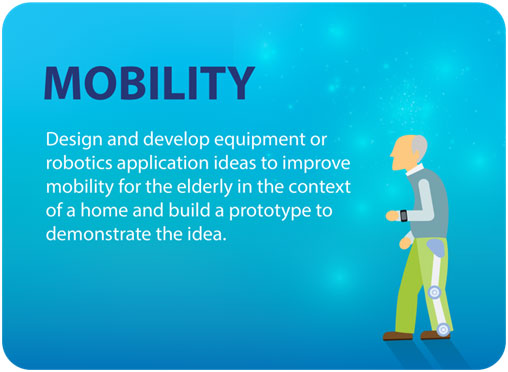 MOBILITY
Design and develop equipment or
robotics application ideas to improve
mobility for the elderly in the context
of a home and build a prototype to
demonstrate the idea.